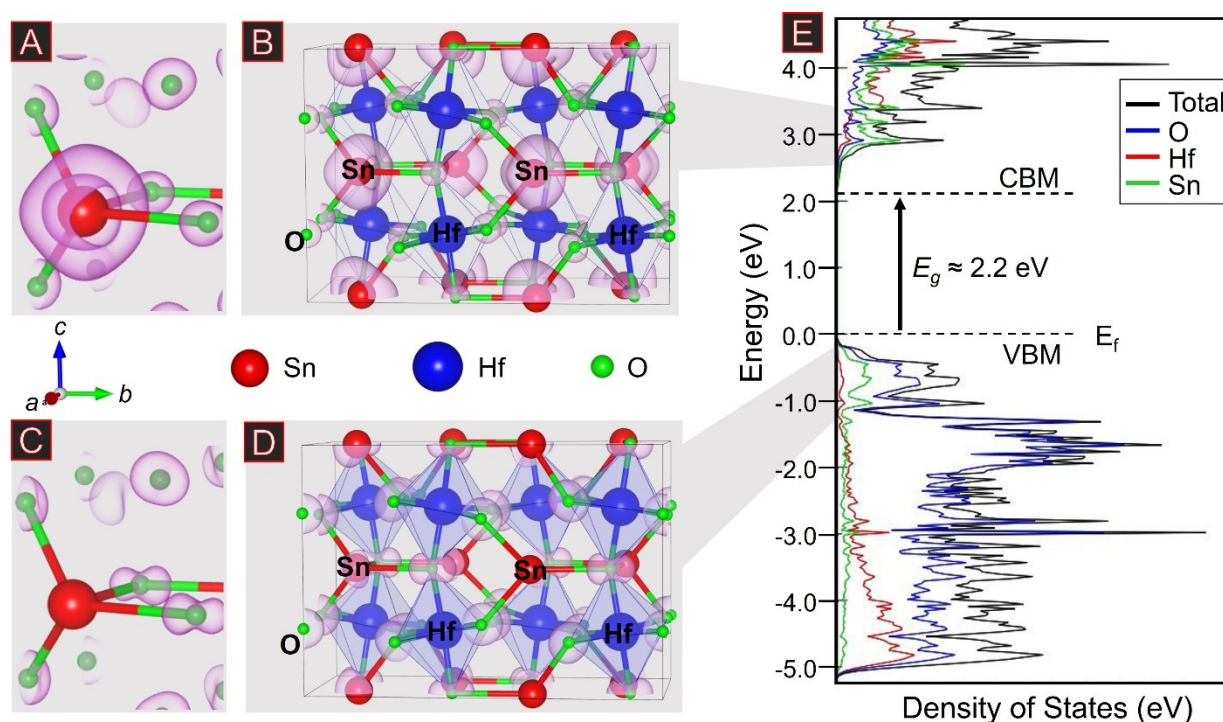 A
B
Sn
Sn
O
Hf
Hf
c
a
b
Sn
Hf
O
C
D
Sn
Sn
Hf
Hf
O
E
Total
O
Hf
Sn
4.0
3.0
CBM
2.0
Eg ≈ 2.2 eV
1.0
0.0
Ef
VBM
-1.0
-2.0
-3.0
-4.0
-5.0
Energy (eV)
Density of States (eV)